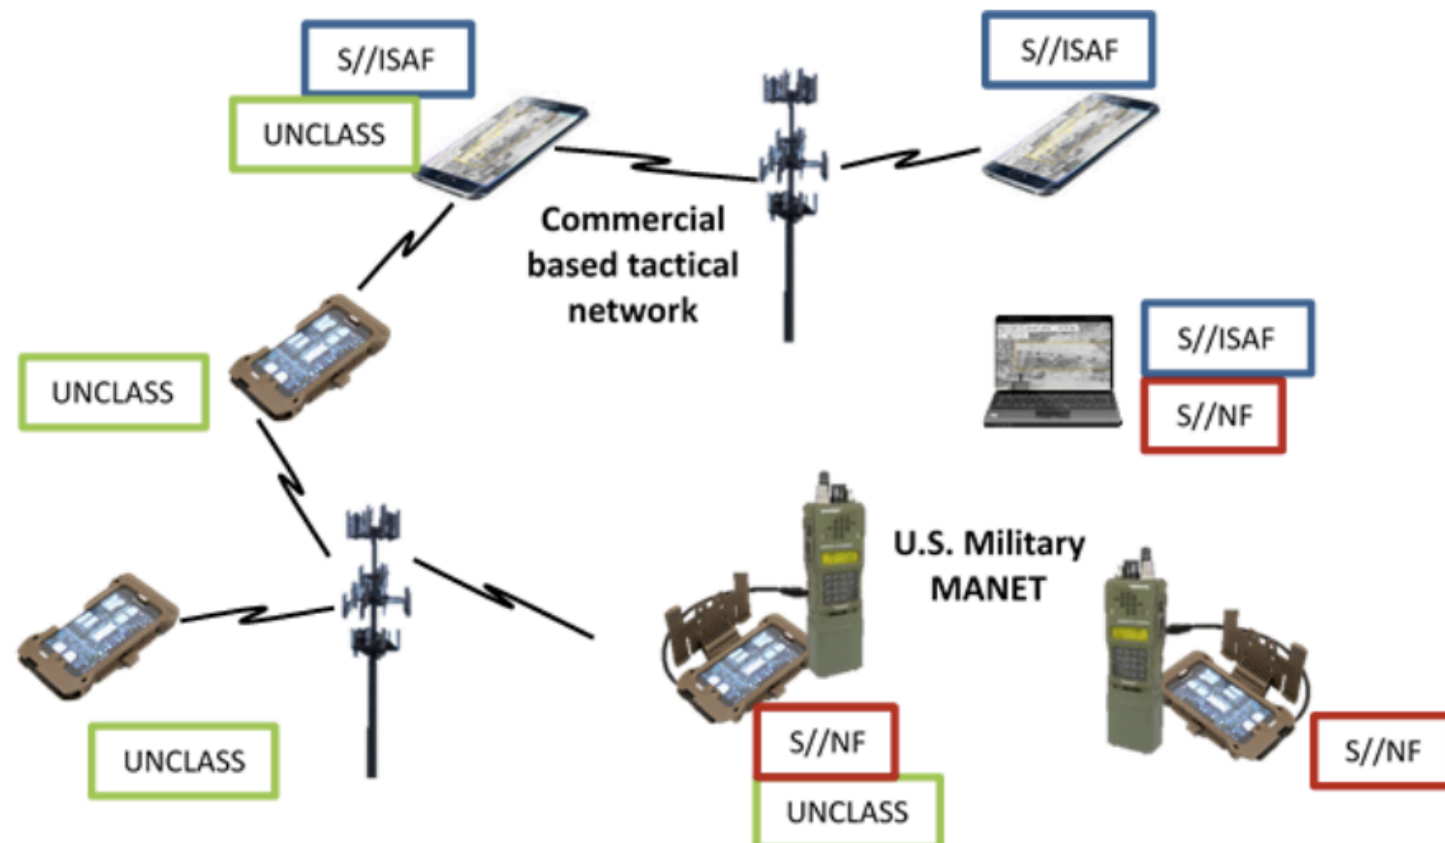 S//ISAF
UNCLASS
S//ISAF
Commercial
based tactical
network
S//ISAF
S//NF
UNCLASS
U.S. Military
MANET
UNCLASS
S//NF
UNCLASS
S//NF